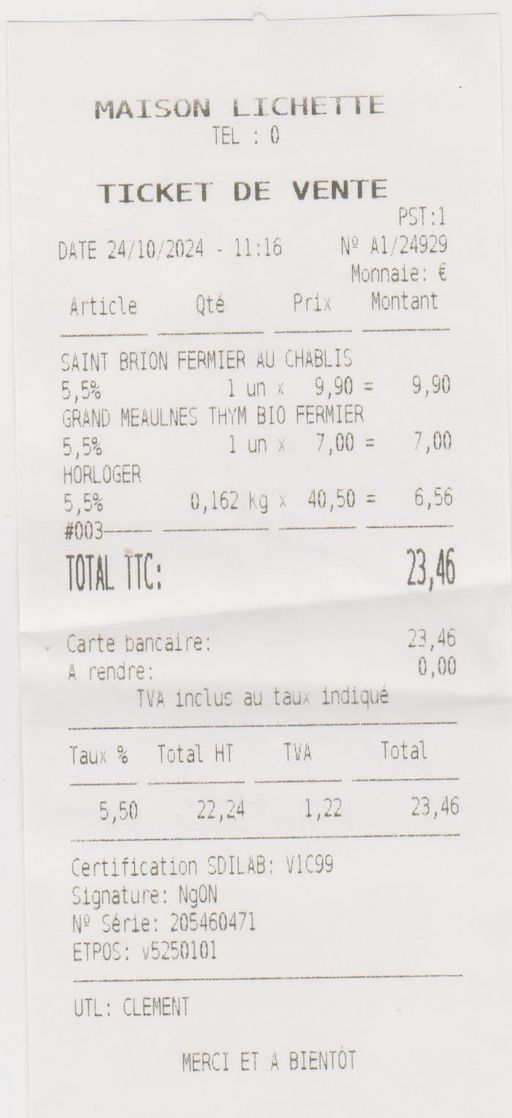 MAISON LICHETTE
TEL : 0
TICKET DE VENTE
PST:1
DATE 24/10/2024 - 11:16 Nº A1/24929
Monnaie: €
Article Qté Prix Montant
SAINT BRION FERMIER AU CHABLIS
5,5% 1 un x 9,90 = 9,90
GRAND MEAULNES THYM BIO FERMIER
5,5% 1 un x 7,00 = 7,00
HORLOGER
5,5% 0,162 kg x 40,50 = 6,56
#003
TOTAL TTC: 23,46
Carte bancaire: 23,46
A rendre: 0,00
TVA inclus au taux indiqué
Taux % Total HT TVA Total
5,50 22,24 1,22 23,46
Certification SDILAB: V1C99
Signature: NgON
Nº Série: 205460471
ETPOS: v5250101
UTL: CLEMENT
MERCI ET A BIENTÔT